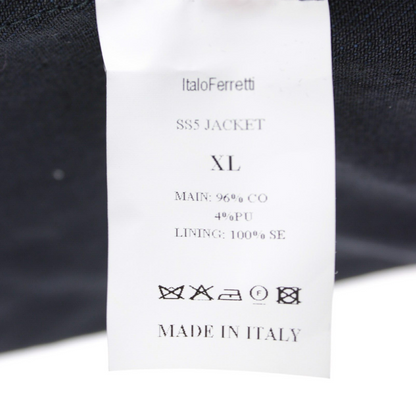 ItaloFerretti
SS5 JACKET
XL
MAIN: 96% CO
4%PU
LINING: 100% SE
F
MADE IN ITALY